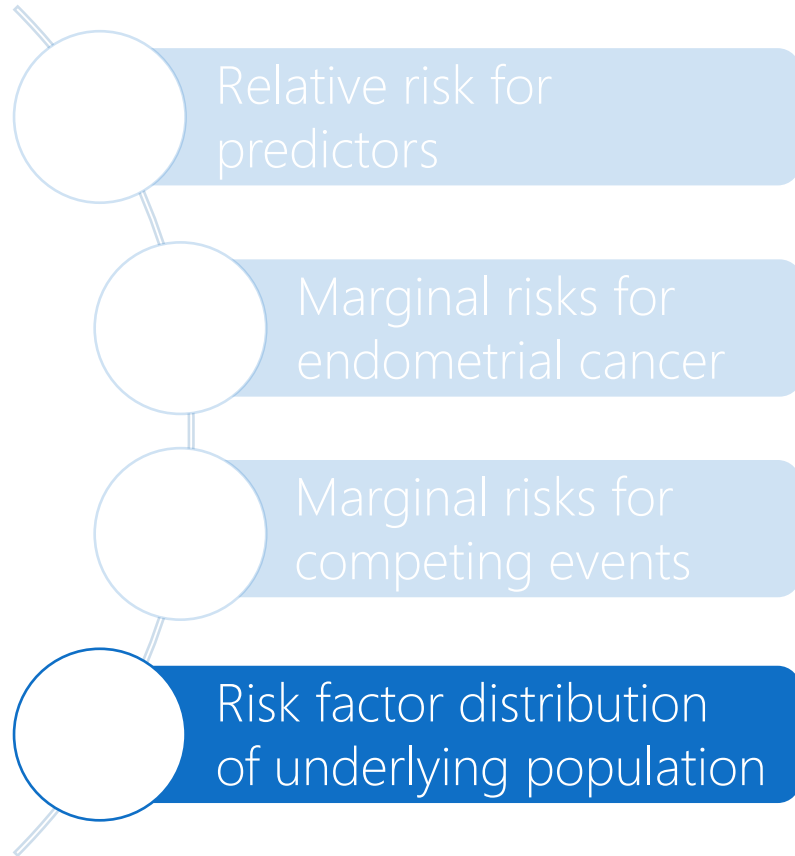 Relative risk for
predictors
Marginal risks for
endometrial cancer
Marginal risks for
competing events
Risk factor distribution
of underlying population